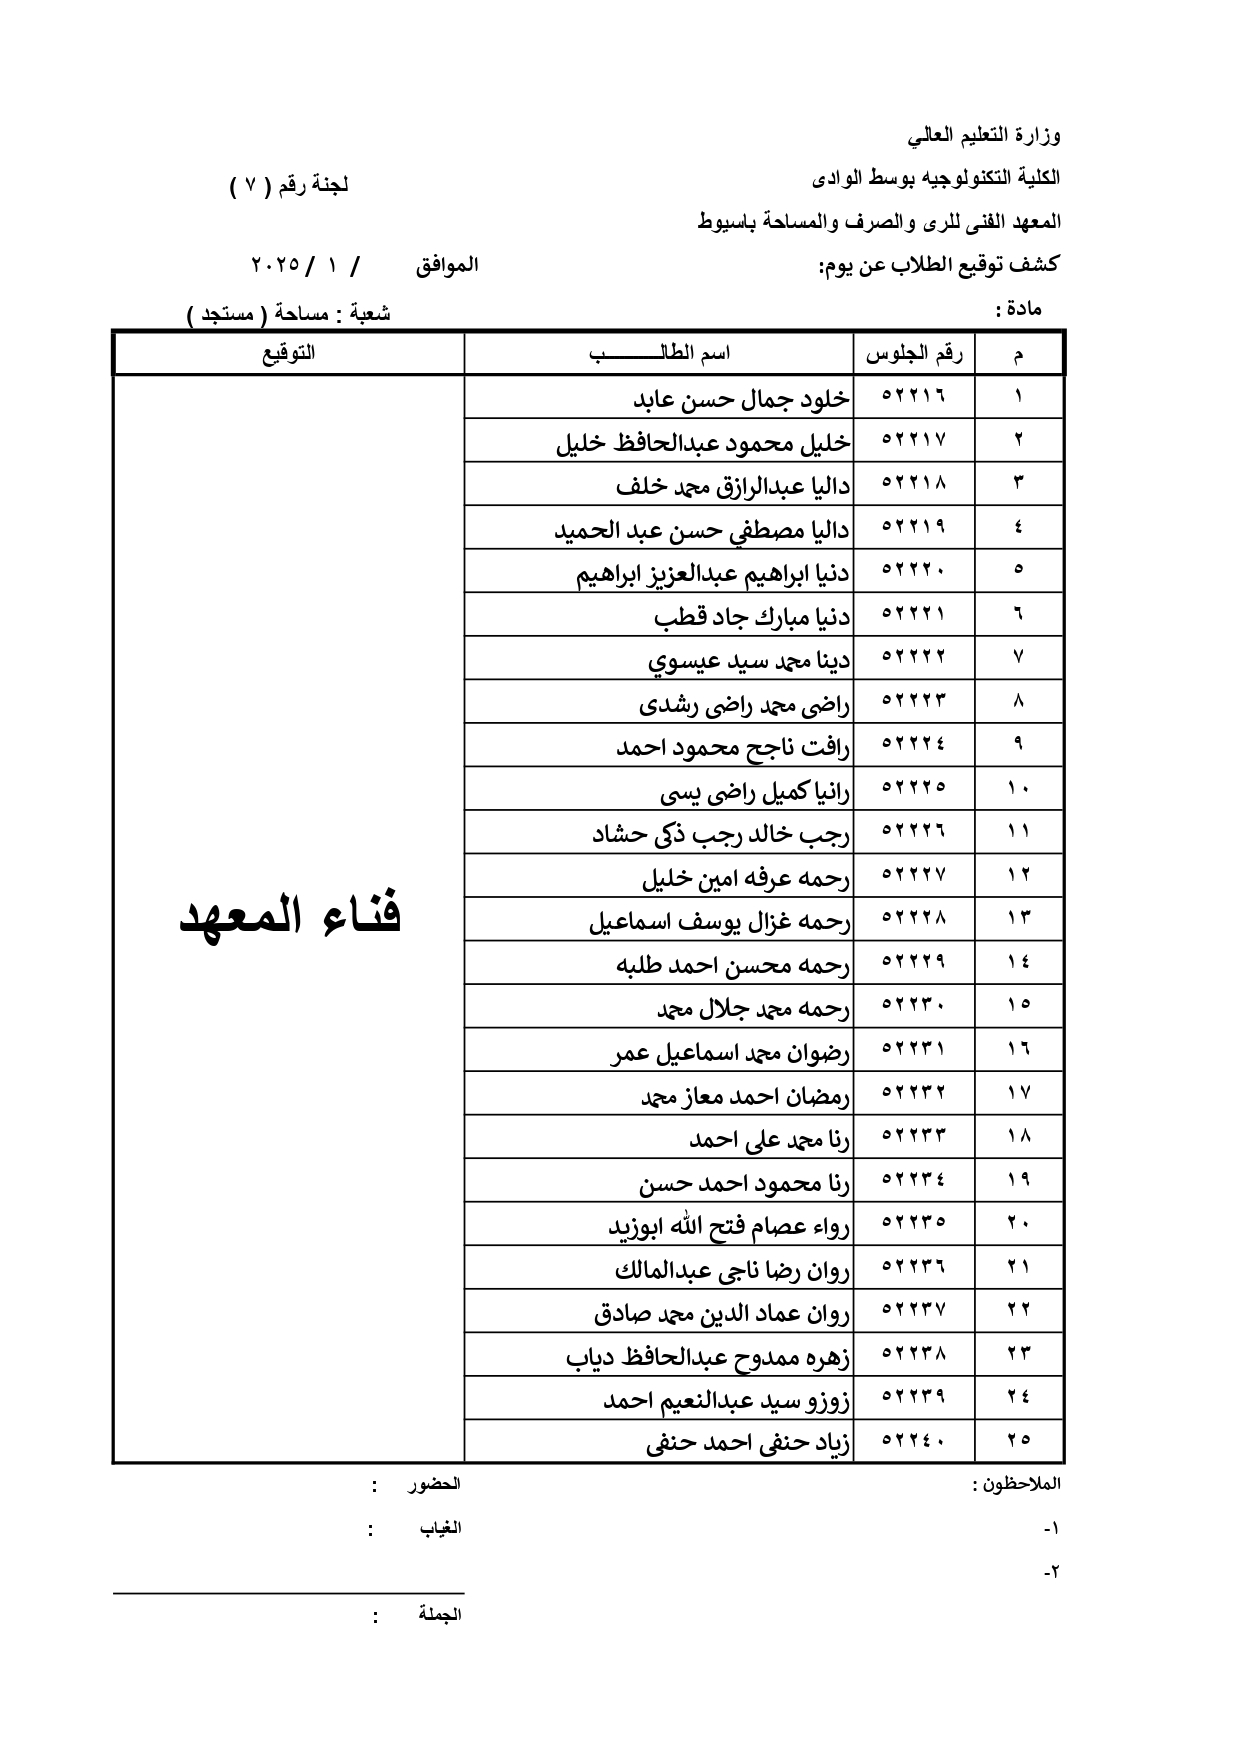 وزارة التعليم العالي
الكلية التكنولوجيه بوسط الوادى
لجنة رقم ( ٧ )
المعهد الفنى للرى والصرف والمساحة باسيوط
كشف توقيع الطلاب عن يوم: الموافق / ١ / ٢٠٢٥
مادة : شعبة : مساحة ( مستجد )
م رقم الجلوس اسم الطالـــــــــب التوقيع
١ ٥٢٢١٦ خلود جمال حسن عابد
٢ ٥٢٢١٧ خليل محمود عبدالحافظ خليل
٣ ٥٢٢١٨ داليا عبدالرازق محمد خلف
٤ ٥٢٢١٩ داليا مصطفي حسن عبد الحميد
٥ ٥٢٢٢٠ دنيا ابراهيم عبدالعزيز ابراهيم
٦ ٥٢٢٢١ دنيا مبارك جاد قطب
٧ ٥٢٢٢٢ دينا محمد سيد عيسوي
٨ ٥٢٢٢٣ راضى محمد راضى رشدى
٩ ٥٢٢٢٤ رافت ناجح محمود احمد
١٠ ٥٢٢٢٥ رانيا كميل راضى يسى
١١ ٥٢٢٢٦ رجب خالد رجب ذكى حشاد
١٢ ٥٢٢٢٧ رحمه عرفه امين خليل
١٣ ٥٢٢٢٨ رحمه غزال يوسف اسماعيل
فناء المعهد
١٤ ٥٢٢٢٩ رحمه محسن احمد طلبه
١٥ ٥٢٢٣٠ رحمه محمد جلال محمد
١٦ ٥٢٢٣١ رضوان محمد اسماعيل عمر
١٧ ٥٢٢٣٢ رمضان احمد معاز محمد
١٨ ٥٢٢٣٣ رنا محمد على احمد
١٩ ٥٢٢٣٤ رنا محمود احمد حسن
٢٠ ٥٢٢٣٥ رواء عصام فتح الله ابوزيد
٢١ ٥٢٢٣٦ روان رضا ناجى عبدالمالك
٢٢ ٥٢٢٣٧ روان عماد الدين محمد صادق
٢٣ ٥٢٢٣٨ زهره ممدوح عبدالحافظ دياب
٢٤ ٥٢٢٣٩ زوزو سيد عبدالنعيم احمد
٢٥ ٥٢٢٤٠ زياد حنفى احمد حنفى
الملاحظون : الحضور :
١- الغياب :
٢-
الجملة :